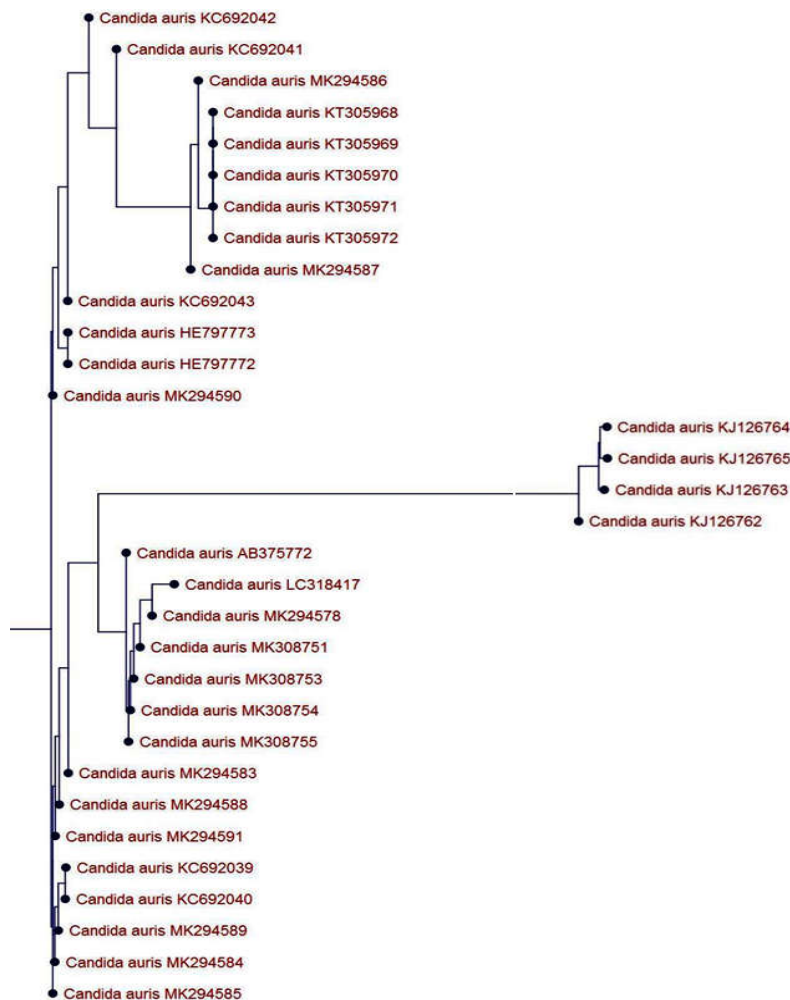 Candida auris KC692042
Candida auris KC692041
Candida auris MK294586
Candida auris KT305968
Candida auris KT305969
Candida auris KT305970
Candida auris KT305971
Candida auris KT305972
Candida auris MK294587
Candida auris KC692043
Candida auris HE797773
Candida auris HE797772
Candida auris MK294590
Candida auris KJ126764
Candida auris KJ126765
Candida auris KJ126763
Candida auris KJ126762
Candida auris AB375772
Candida auris LC318417
Candida auris MK294578
Candida auris MK308751
Candida auris MK308753
Candida auris MK308754
Candida auris MK308755
Candida auris MK294583
Candida auris MK294588
Candida auris MK294591
Candida auris KC692039
Candida auris KC692040
Candida auris MK294589
Candida auris MK294584
Candida auris MK294585